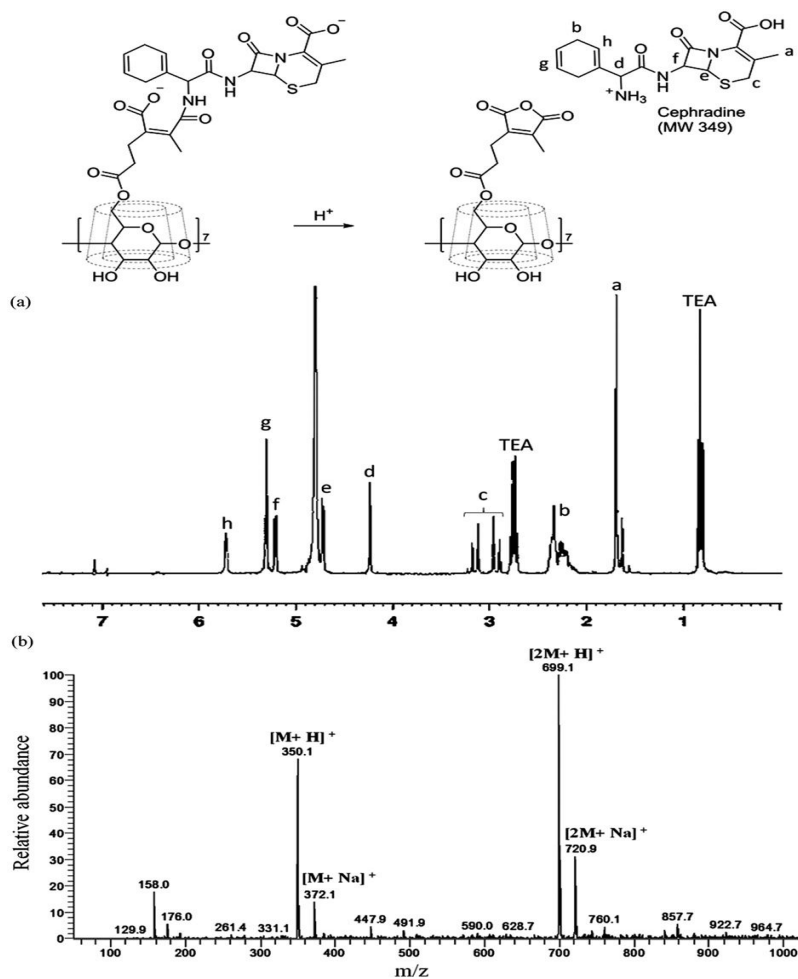 O
O
O⁻
O
O
b
O
OH
h
O
N
N
a
g
d
N
H
f
e
S
c
⁺
NH₃
Cephradine
(MW 349)
O⁻
O
NH
N
H
S
O
O
O
O
O
O
O
O
O
O
O
O
7
H⁺
O
O
7
HO OH
HO OH
(a)
a
TEA
g
TEA
d
e
f
c
b
h
7 6 5 4 3 2 1
(b)
[2M+ H]⁺
699.1
[M+ H]⁺
350.1
[2M+ Na]⁺
720.9
[M+ Na]⁺
372.1
158.0
129.9
176.0
261.4
331.1
447.9
491.9
590.0
628.7
760.1
857.7
922.7
964.7
100
90
80
70
60
50
40
30
20
10
0
Relative abundance
100 200 300 400 500 600 700 800 900 1000
m/z